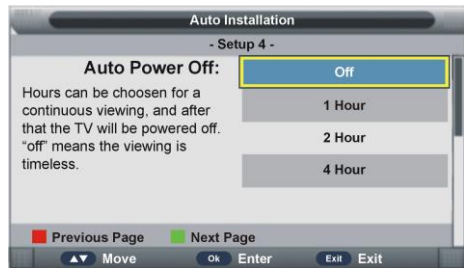 Auto Installation
- Setup 4 -
Auto Power Off:
Hours can be choosen for a
continuous viewing, and after
that the TV will be powered off.
“off” means the viewing is
timeless.
Off
1 Hour
2 Hour
4 Hour
Previous Page Next Page
Move Ok Enter Exit Exit